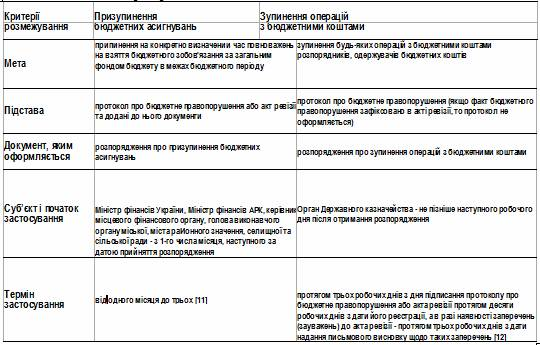 Критерії розмежування
Призупинення бюджетних асигнувань
Зупинення операцій з бюджетними коштами
Мета
припинення на конкретно визначений час повноважень
на взяття бюджетного зобов'язання за загальним
фондом бюджету в межах бюджетного періоду
зупинення будь-яких операцій з бюджетними коштами
розпорядників, одержувачів бюджетних коштів
Підстава
протокол про бюджетне правопорушення або акт ревізії
та додані до нього документи
протокол про бюджетне правопорушення (якщо факт бюджетного
правопорушення зафіксовано в акті ревізії, то протокол не
оформляється)
Документ, яким
оформляється
розпорядження про призупинення бюджетних
асигнувань
розпорядження про зупинення операцій з бюджетними коштами
Суб'єкт і початок
застосування
Міністр фінансів України, Міністр фінансів АРК, керівник
місцевого фінансового органу, голова виконавчого
органу міської, міст районного значення, селищної та
сільської ради - з 1-го числа місяця, наступного за
датою прийняття розпорядження
Орган Державного казначейства - не пізніше наступного робочого
дня після отримання розпорядження
Термін
застосування
від одного місяця до трьох [11]
протягом трьох робочих днів з дня підписання протоколу про
бюджетне правопорушення або акта ревізії протягом десяти
робочих днів з дати його реєстрації, а в разі наявності заперечень
(зауважень) до акта ревізії - протягом трьох робочих днів з дати
надання письмового висновку щодо таких заперечень [12]